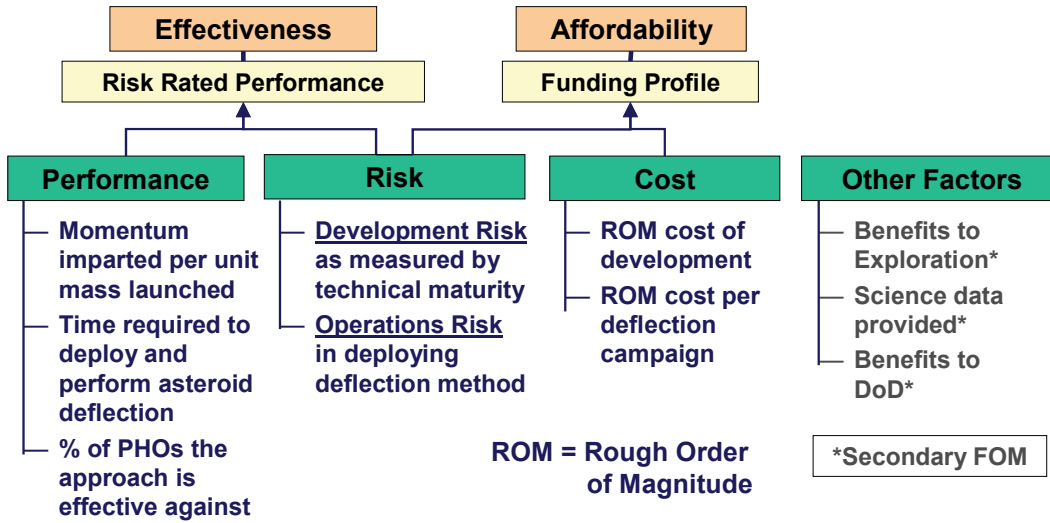 Effectiveness
Affordability
Risk Rated Performance
Funding Profile
Performance
Risk
Cost
Other Factors
Momentum
imparted per unit
mass launched
Time required to
deploy and
perform asteroid
deflection
% of PHOs the
approach is
effective against
Development Risk
as measured by
technical maturity
Operations Risk
in deploying
deflection method
ROM cost of
development
ROM cost per
deflection
campaign
Benefits to
Exploration*
Science data
provided*
Benefits to
DoD*
ROM = Rough Order
of Magnitude
*Secondary FOM